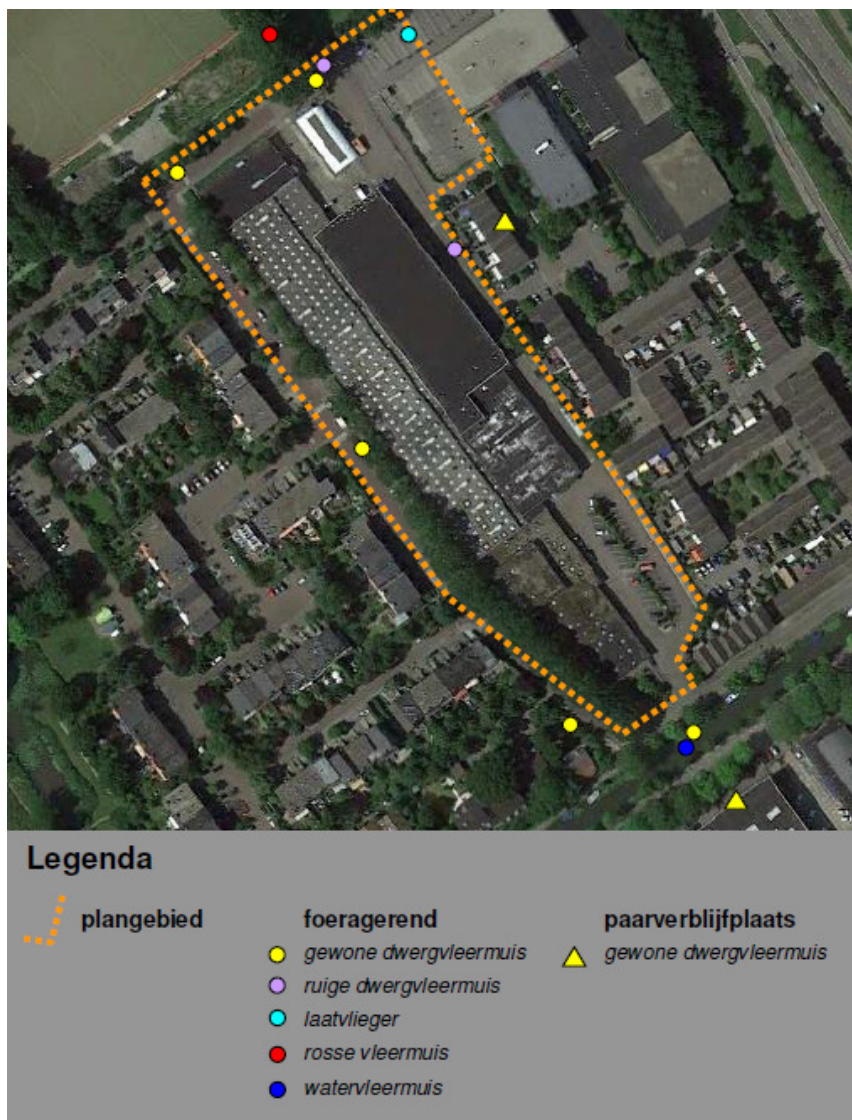 Legenda
plangebied
foeragerend
gewone dwergvleermuis
ruige dwergvleermuis
laatvlieger
rosse vleermuis
watervleermuis
paarverblijfplaats
gewone dwergvleermuis